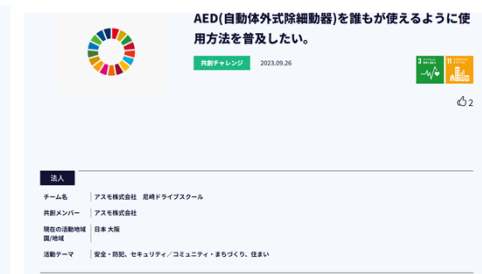 AED(自動体外式除細動器)を誰もが使えるように使
用方法を普及したい。
共創チャレンジ 2023.09.26
3
11
2
法人
チーム名 アスモ株式会社 尼崎ドライブスクール
共創メンバー アスモ株式会社
現在の活動地域 日本 大阪
国/地域
活動テーマ 安全・防犯、セキュリティ／コミュニティ・まちづくり、住まい